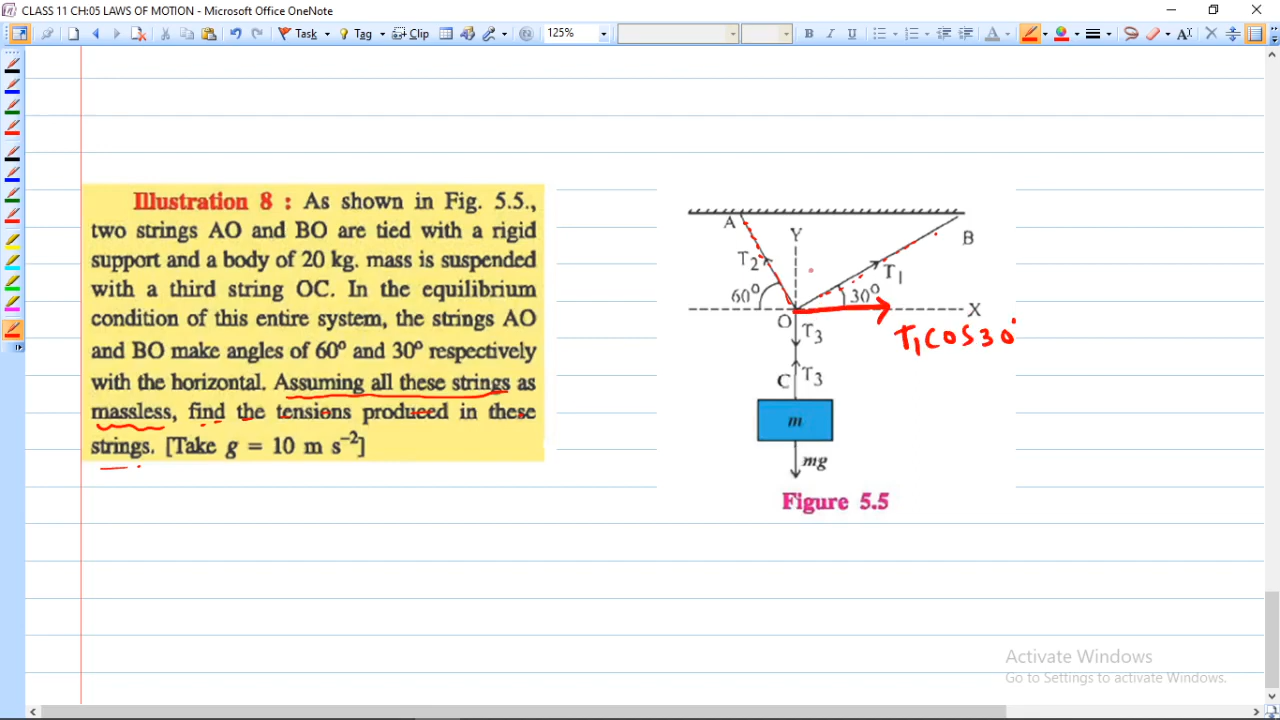 CLASS 11 CH:05 LAWS OF MOTION - Microsoft Office OneNote
Task Tag Clip 125% B I U A
Illustration 8 : As shown in Fig. 5.5.,
two strings AO and BO are tied with a rigid
support and a body of 20 kg. mass is suspended
with a third string OC. In the equilibrium
condition of this entire system, the strings AO
and BO make angles of 60° and 30° respectively
with the horizontal. Assuming all these strings as
massless, find the tensions produced in these
strings. [Take g = 10 m s⁻²]
A
Y
B
T₂
T₁
60°
30°
X
O
T₃
T₁cos30°
C
T₃
m
mg
Figure 5.5
Activate Windows
Go to Settings to activate Windows.